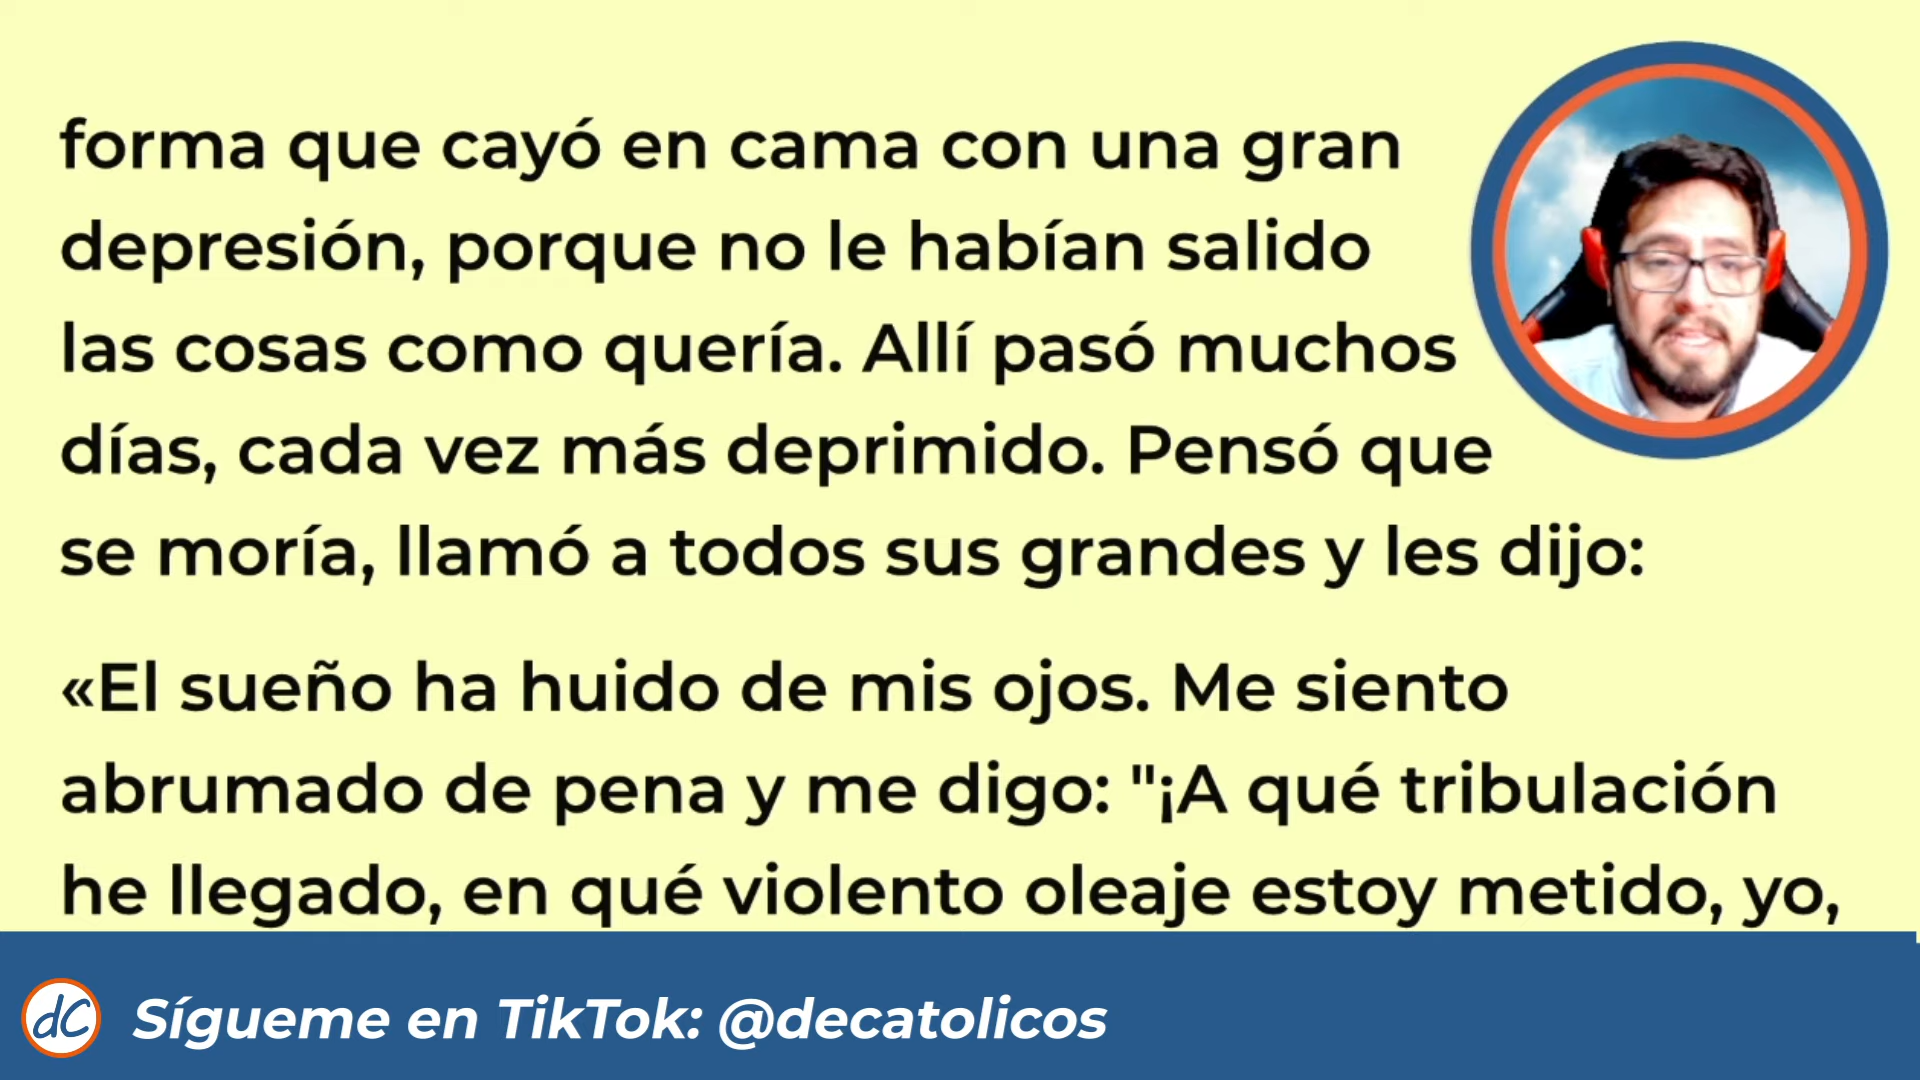 forma que cayó en cama con una gran
depresión, porque no le habían salido
las cosas como quería. Allí pasó muchos
días, cada vez más deprimido. Pensó que
se moría, llamó a todos sus grandes y les dijo:
«El sueño ha huido de mis ojos. Me siento
abrumado de pena y me digo: "¡A qué tribulación
he llegado, en qué violento oleaje estoy metido, yo,
dC Sígueme en TikTok: @decatolicos